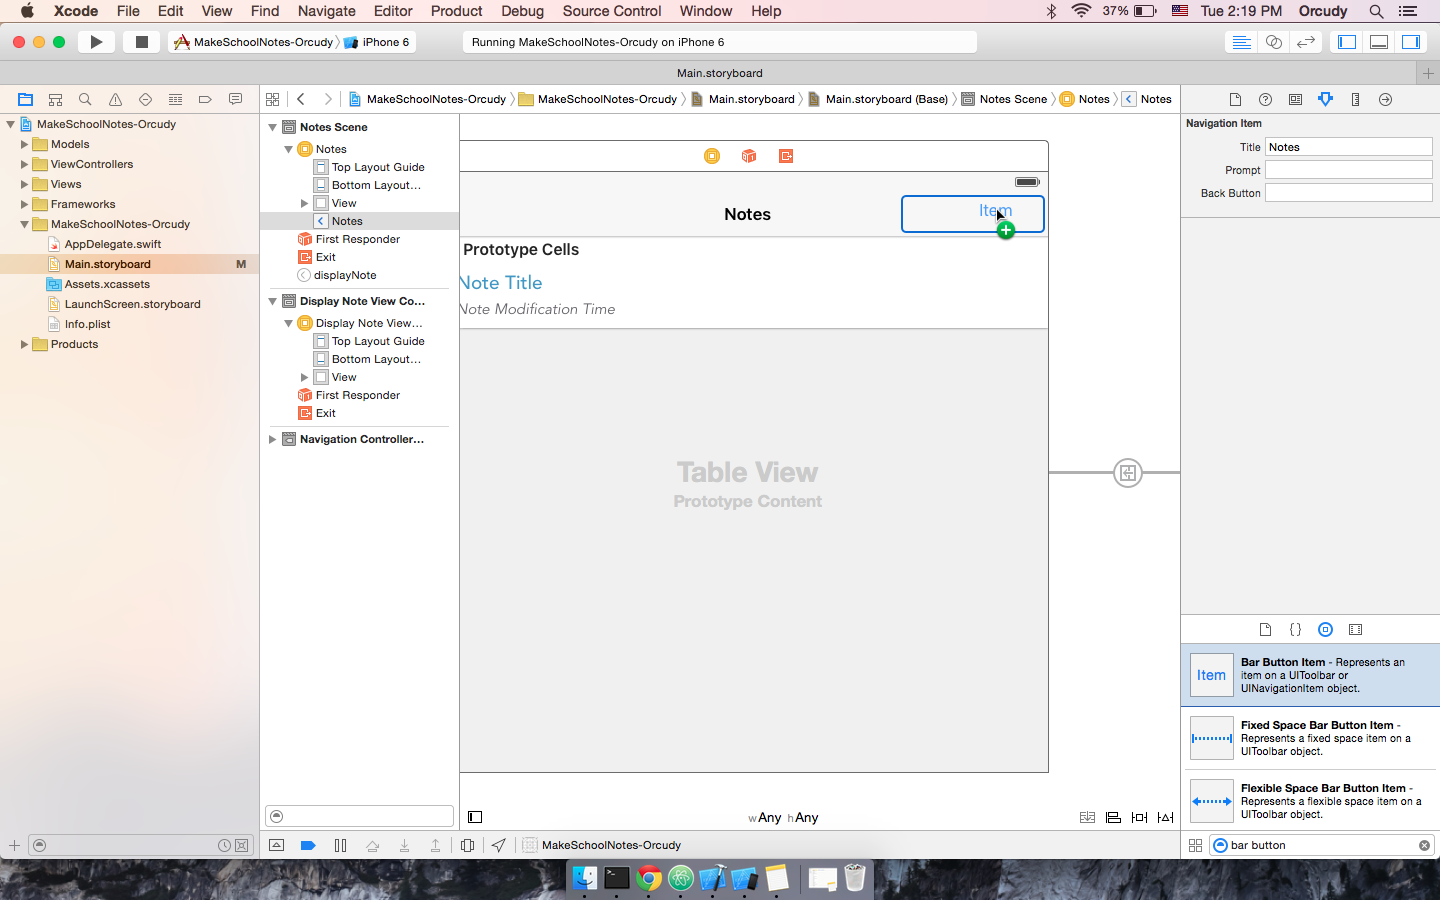 Xcode File Edit View Find Navigate Editor Product Debug Source Control Window Help 37% Tue 2:19 PM Orcudy
MakeSchoolNotes-Orcudy iPhone 6 Running MakeSchoolNotes-Orcudy on iPhone 6
Main.storyboard
MakeSchoolNotes-Orcudy
Models
ViewControllers
Views
Frameworks
MakeSchoolNotes-Orcudy
AppDelegate.swift
Main.storyboard M
Assets.xcassets
LaunchScreen.storyboard
Info.plist
Products
MakeSchoolNotes-Orcudy MakeSchoolNotes-Orcudy Main.storyboard Main.storyboard (Base) Notes Scene Notes Notes
Notes Scene
Notes
Top Layout Guide
Bottom Layout...
View
Notes
First Responder
Exit
displayNote
Display Note View Co...
Display Note View...
Top Layout Guide
Bottom Layout...
View
First Responder
Exit
Navigation Controller...
Notes
Item
Prototype Cells
Note Title
Note Modification Time
Table View
Prototype Content
wAny hAny
MakeSchoolNotes-Orcudy
Navigation Item
Title Notes
Prompt
Back Button
Item
Bar Button Item - Represents an
item on a UIToolbar or
UINavigationItem object.
Fixed Space Bar Button Item -
Represents a fixed space item on a
UIToolbar object.
Flexible Space Bar Button Item -
Represents a flexible space item on a
UIToolbar object.
bar button